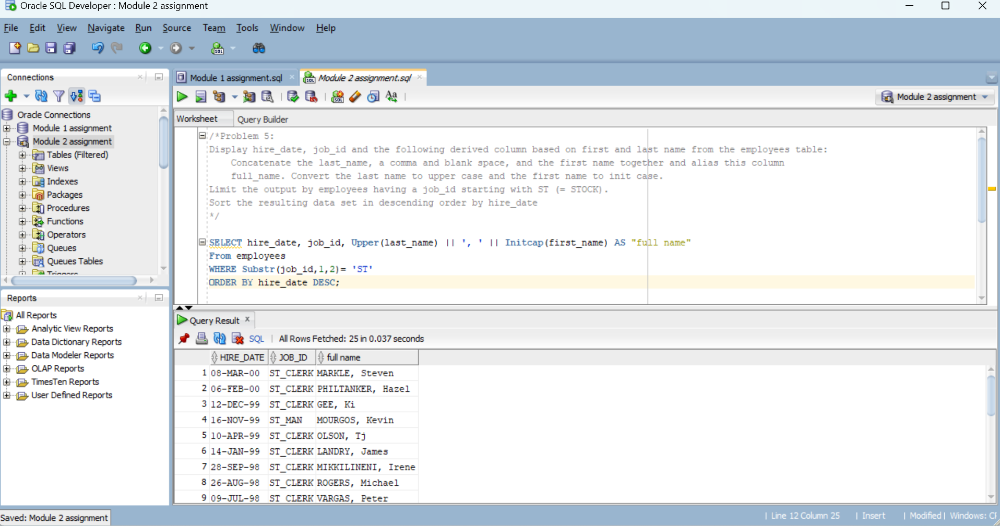 Oracle SQL Developer : Module 2 assignment
File Edit View Navigate Run Source Team Tools Window Help
Connections
Oracle Connections
Module 1 assignment
Module 2 assignment
Tables (Filtered)
Views
Indexes
Packages
Procedures
Functions
Operators
Queues
Queues Tables
Triggers
Reports
All Reports
Analytic View Reports
Data Dictionary Reports
Data Modeler Reports
OLAP Reports
TimesTen Reports
User Defined Reports
Module 1 assignment.sql Module 2 assignment.sql
Module 2 assignment
Worksheet Query Builder
/*Problem 5:
Display hire_date, job_id and the following derived column based on first and last name from the employees table:
Concatenate the last_name, a comma and blank space, and the first name together and alias this column
full_name. Convert the last name to upper case and the first name to init case.
Limit the output by employees having a job_id starting with ST (= STOCK).
Sort the resulting data set in descending order by hire_date
*/
SELECT hire_date, job_id, Upper(last_name) || ', ' || Initcap(first_name) AS "full name"
From employees
WHERE Substr(job_id,1,2)= 'ST'
ORDER BY hire_date DESC;
Query Result
SQL | All Rows Fetched: 25 in 0.037 seconds
HIRE_DATE JOB_ID full name
1 08-MAR-00 ST_CLERK MARKLE, Steven
2 06-FEB-00 ST_CLERK PHILTANKER, Hazel
3 12-DEC-99 ST_CLERK GEE, Ki
4 16-NOV-99 ST_MAN MOURGOS, Kevin
5 10-APR-99 ST_CLERK OLSON, Tj
6 14-JAN-99 ST_CLERK LANDRY, James
7 28-SEP-98 ST_CLERK MIKKILINENI, Irene
8 26-AUG-98 ST_CLERK ROGERS, Michael
9 09-JUL-98 ST_CLERK VARGAS, Peter
Saved: Module 2 assignment
| Line 12 Column 25 | Insert | Modified | Windows: CF